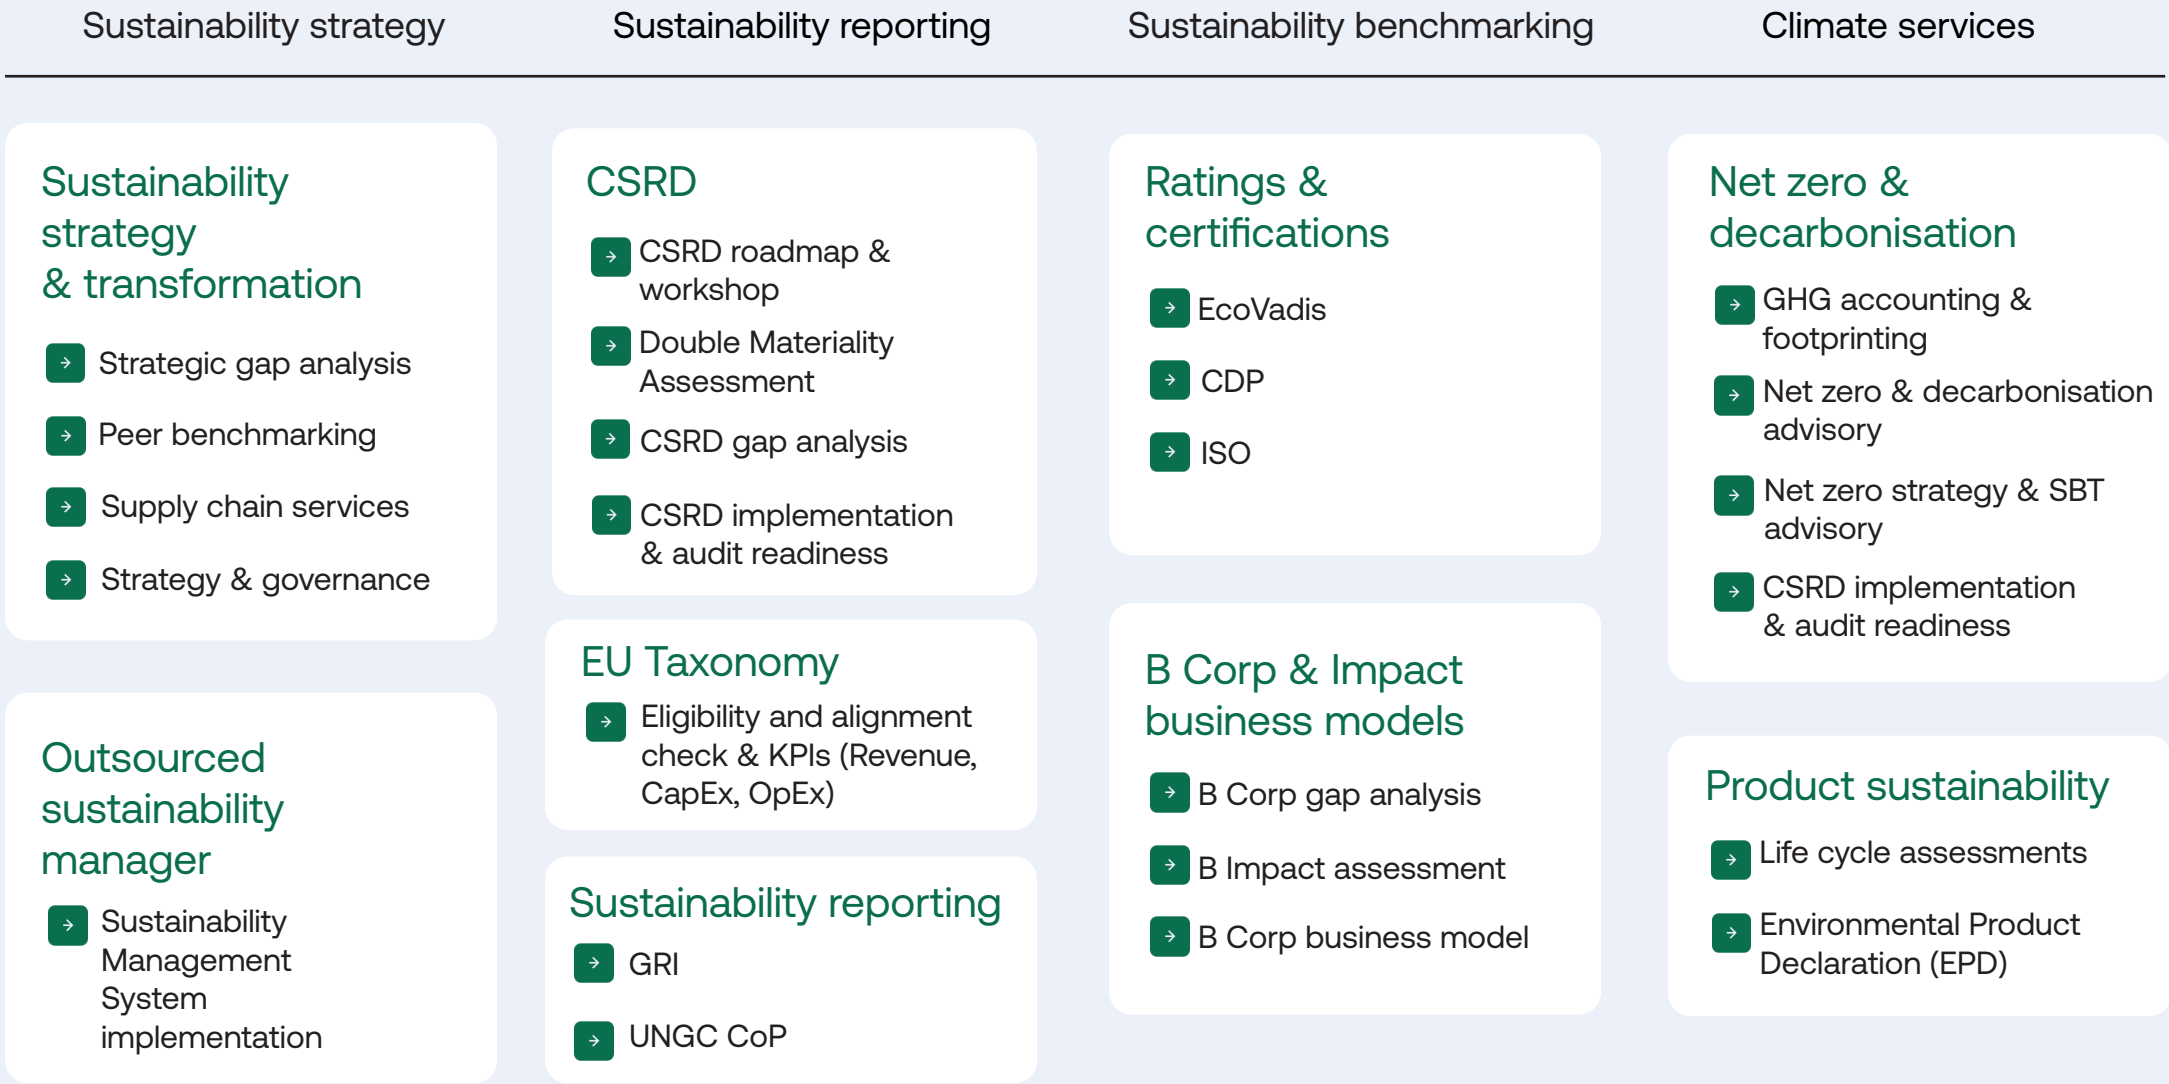 Sustainability strategy
Sustainability reporting
Sustainability benchmarking
Climate services
Sustainability
strategy
& transformation
Strategic gap analysis
Peer benchmarking
Supply chain services
Strategy & governance
Outsourced
sustainability
manager
Sustainability
Management
System
implementation
CSRD
CSRD roadmap &
workshop
Double Materiality
Assessment
CSRD gap analysis
CSRD implementation
& audit readiness
EU Taxonomy
Eligibility and alignment
check & KPIs (Revenue,
CapEx, OpEx)
Sustainability reporting
GRI
UNGC CoP
Ratings &
certifications
EcoVadis
CDP
ISO
B Corp & Impact
business models
B Corp gap analysis
B Impact assessment
B Corp business model
Net zero &
decarbonisation
GHG accounting &
footprinting
Net zero & decarbonisation
advisory
Net zero strategy & SBT
advisory
CSRD implementation
& audit readiness
Product sustainability
Life cycle assessments
Environmental Product
Declaration (EPD)